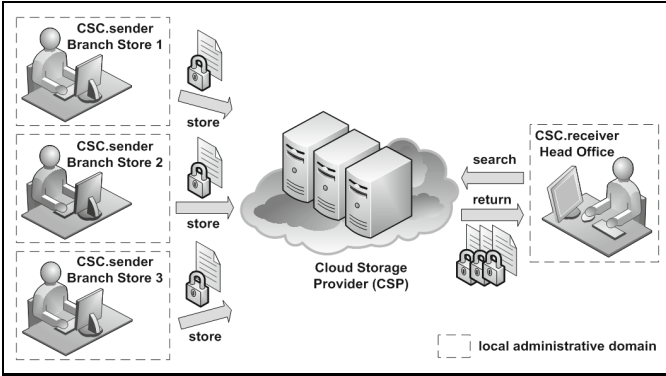 CSC.sender
Branch Store 1
store
CSC.sender
Branch Store 2
store
CSC.sender
Branch Store 3
store
Cloud Storage
Provider (CSP)
search
return
CSC.receiver
Head Office
local administrative domain